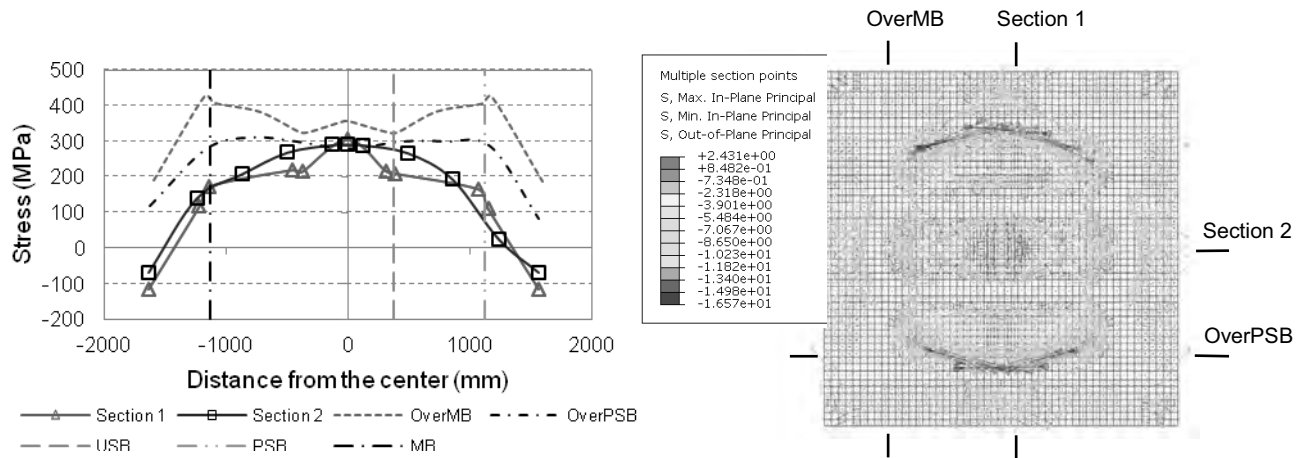 OverMB Section 1
500
400
300
200
100
0
-100
-200
Stress (MPa)
-2000 -1000 0 1000 2000
Distance from the center (mm)
Section 1 Section 2 OverMB OverPSB
USB PSB MB
Multiple section points
S, Max. In-Plane Principal
S, Min. In-Plane Principal
S, Out-of-Plane Principal
+2.431e+00
+8.482e-01
-7.348e-01
-2.318e+00
-3.901e+00
-5.484e+00
-7.067e+00
-8.650e+00
-1.023e+01
-1.182e+01
-1.340e+01
-1.498e+01
-1.657e+01
Section 2
OverPSB